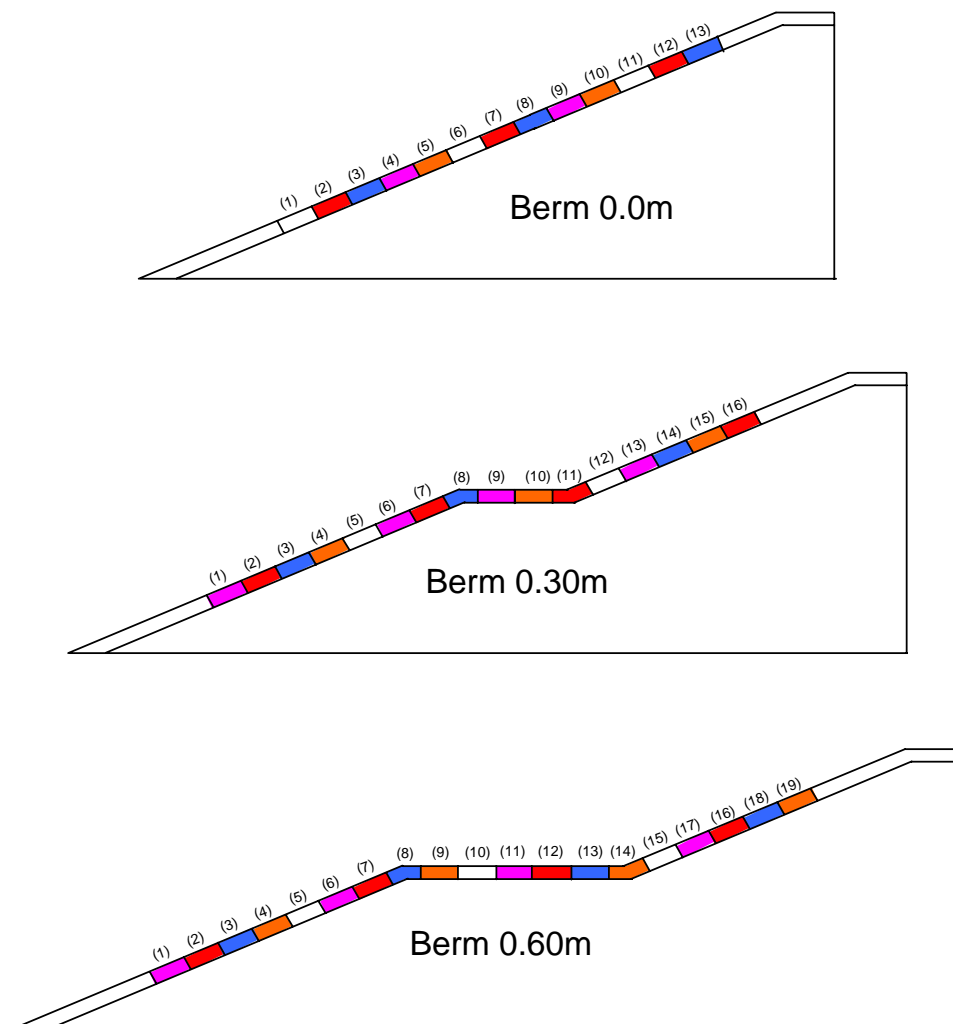 (1) (2) (3) (4) (5) (6) (7) (8) (9) (10) (11) (12) (13)
Berm 0.0m
(1) (2) (3) (4) (5) (6) (7) (8) (9) (10) (11) (12) (13) (14) (15) (16)
Berm 0.30m
(1) (2) (3) (4) (5) (6) (7) (8) (9) (10) (11) (12) (13) (14) (15) (17) (16) (18) (19)
Berm 0.60m